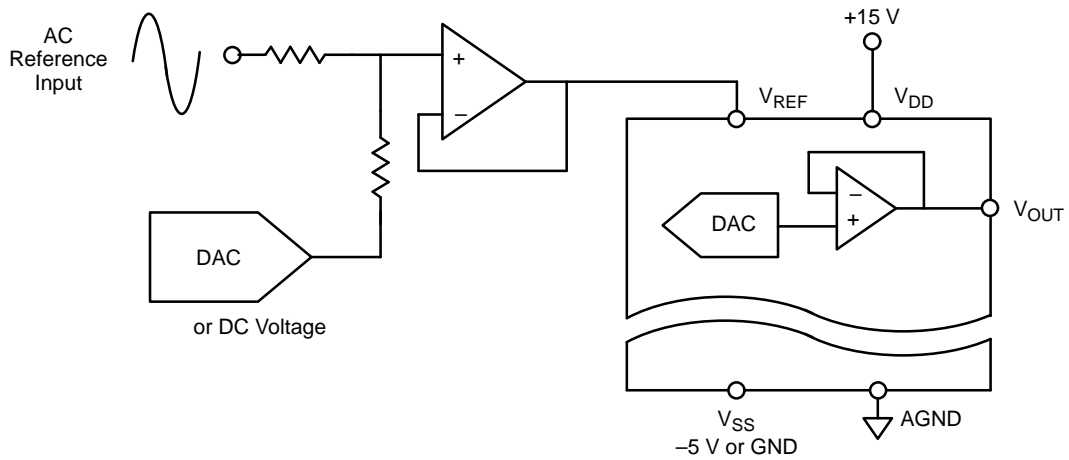 AC
Reference
Input
+
–
DAC
or DC Voltage
+15 V
V_REF
V_DD
DAC
–
+
V_OUT
V_SS
–5 V or GND
AGND